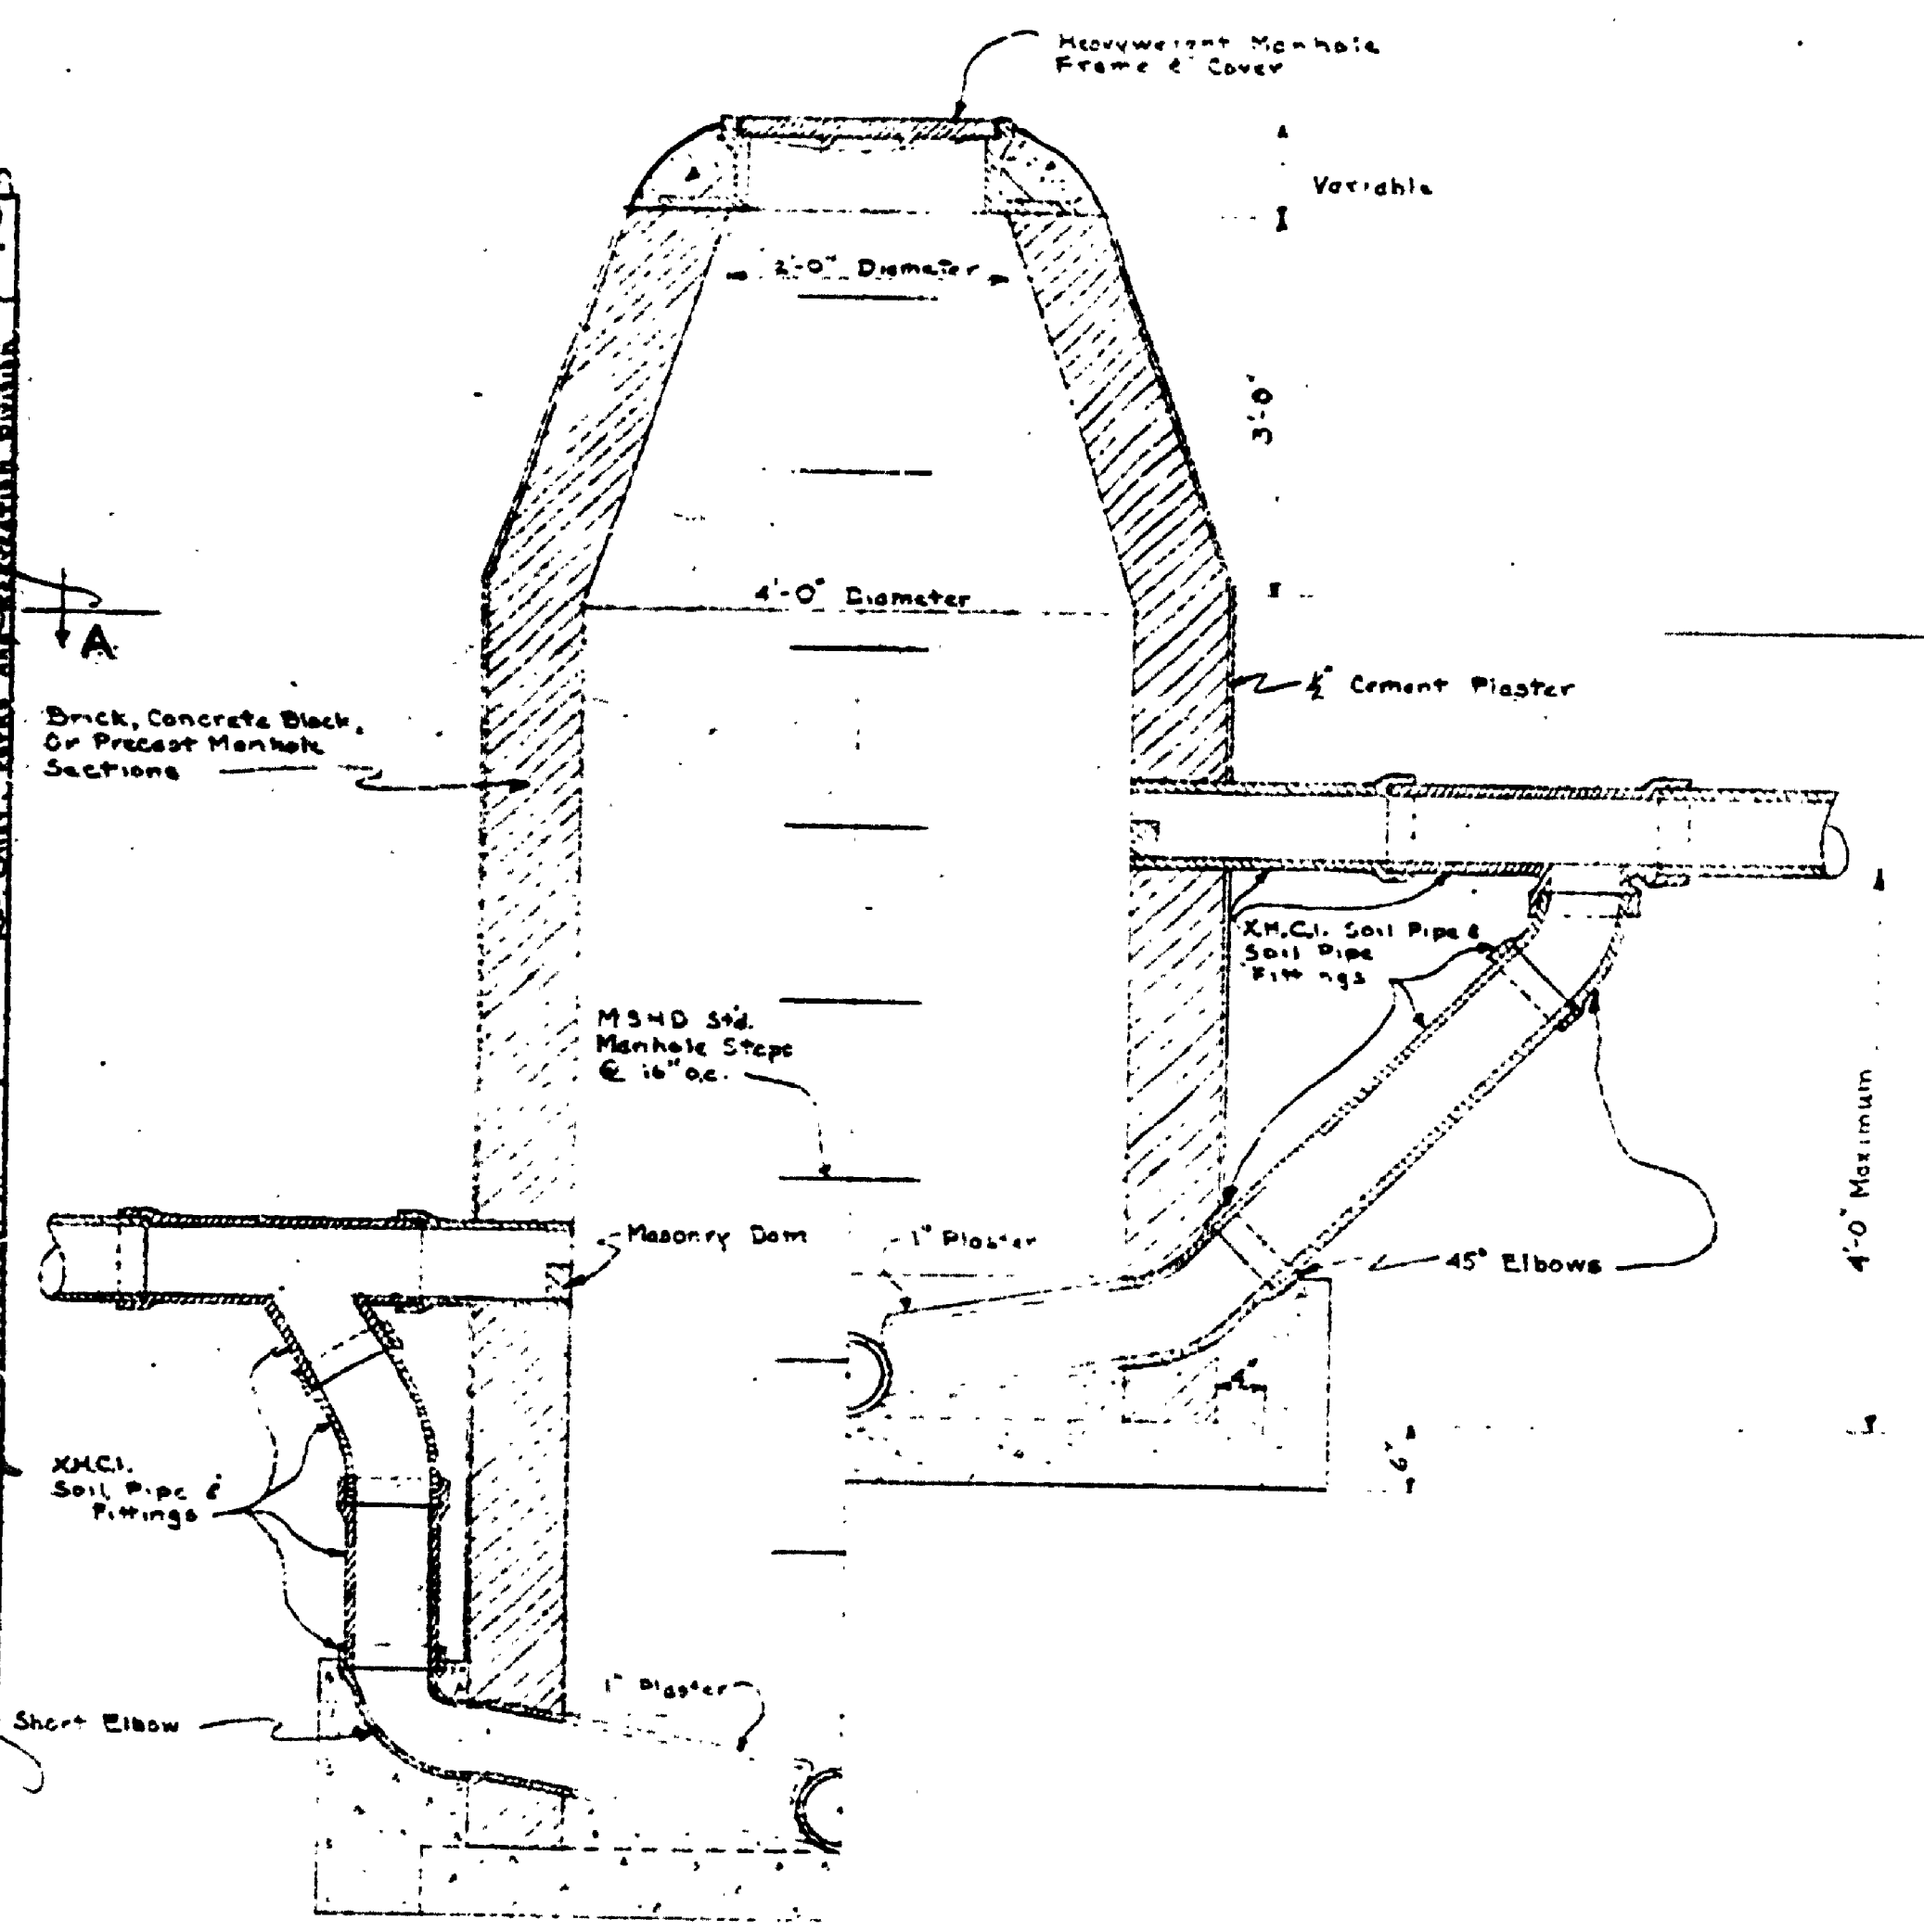 Heavyweight Manhole
Frame & Cover
Variable
2'-0" Diameter
3'-0"
4'-0" Diameter
A
½" Cement Plaster
Brick, Concrete Block,
Or Precast Manhole
Sections
X.H.C.I. Soil Pipe &
Soil Pipe
Fittings
MSHD Std.
Manhole Steps
@ 16" o.c.
4'-0" Maximum
Masonry Dam
1" Plaster
45° Elbows
4"
6"
X.H.C.I.
Soil Pipe &
Fittings
1" Plaster
Short Elbow